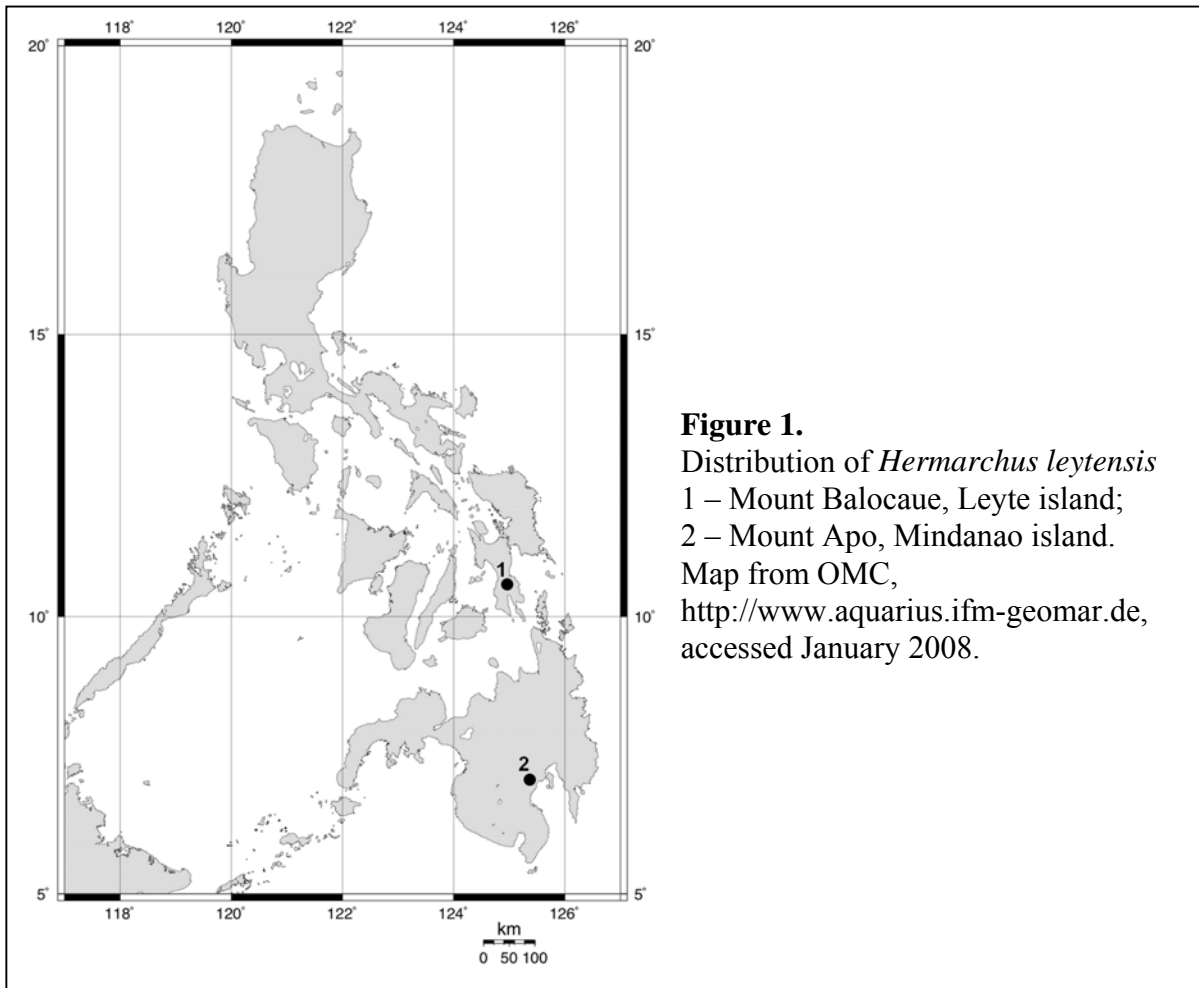 118° 120° 122° 124° 126°
20° 20°
15° 15°
1
10° 10°
2
5° 5°
118° 120° 122° 124° 126°
km
0 50 100
Figure 1.
Distribution of Hermarchus leytensis
1 – Mount Balocaue, Leyte island;
2 – Mount Apo, Mindanao island.
Map from OMC,
http://www.aquarius.ifm-geomar.de,
accessed January 2008.